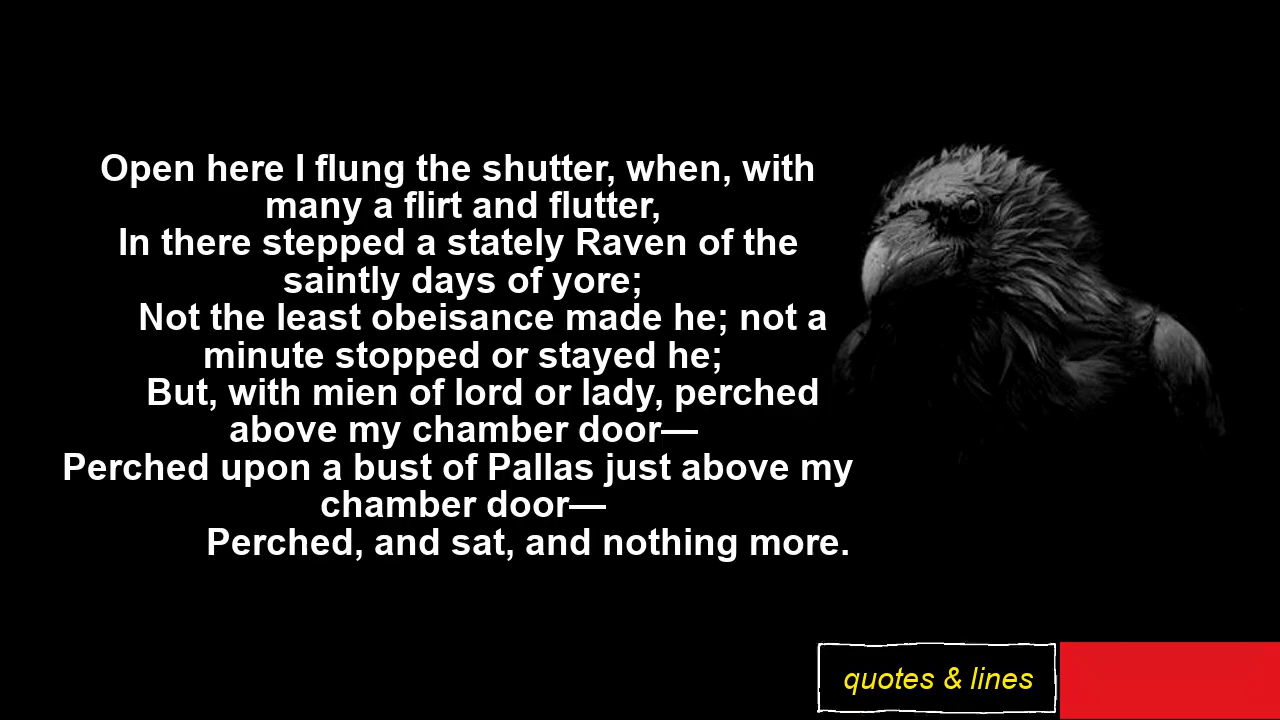 Open here I flung the shutter, when, with
many a flirt and flutter,
In there stepped a stately Raven of the
saintly days of yore;
Not the least obeisance made he; not a
minute stopped or stayed he;
But, with mien of lord or lady, perched
above my chamber door—
Perched upon a bust of Pallas just above my
chamber door—
Perched, and sat, and nothing more.
quotes & lines